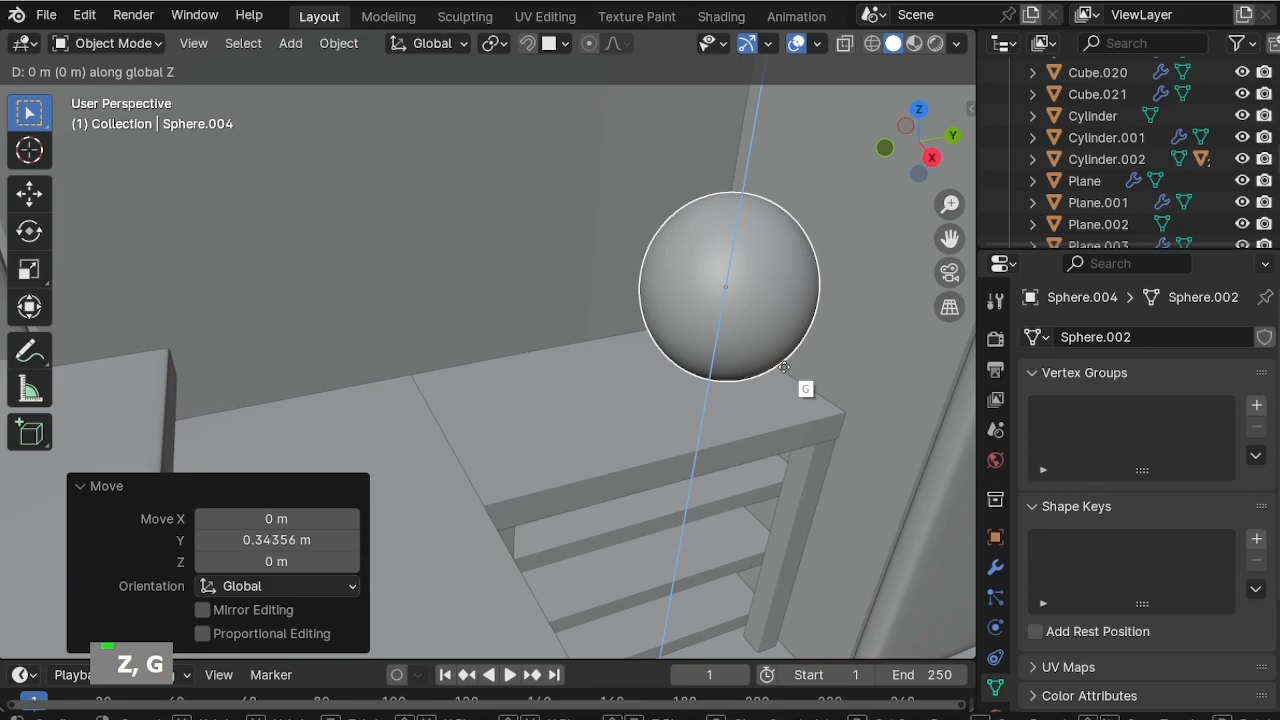 File Edit Render Window Help Layout Modeling Sculpting UV Editing Texture Paint Shading Animation Scene ViewLayer
Object Mode View Select Add Object Global Search
D: 0 m (0 m) along global Z
User Perspective
(1) Collection | Sphere.004
Z
Y
X
G
Cube.020
Cube.021
Cylinder
Cylinder.001
Cylinder.002
Plane
Plane.001
Plane.002
Plane.003
Search
Sphere.004 Sphere.002
Sphere.002
Vertex Groups
Shape Keys
Add Rest Position
UV Maps
Color Attributes
Move
Move X 0 m
Y 0.34356 m
Z 0 m
Orientation Global
Mirror Editing
Proportional Editing
Z, G
View Marker 1 Start 1 End 250
1